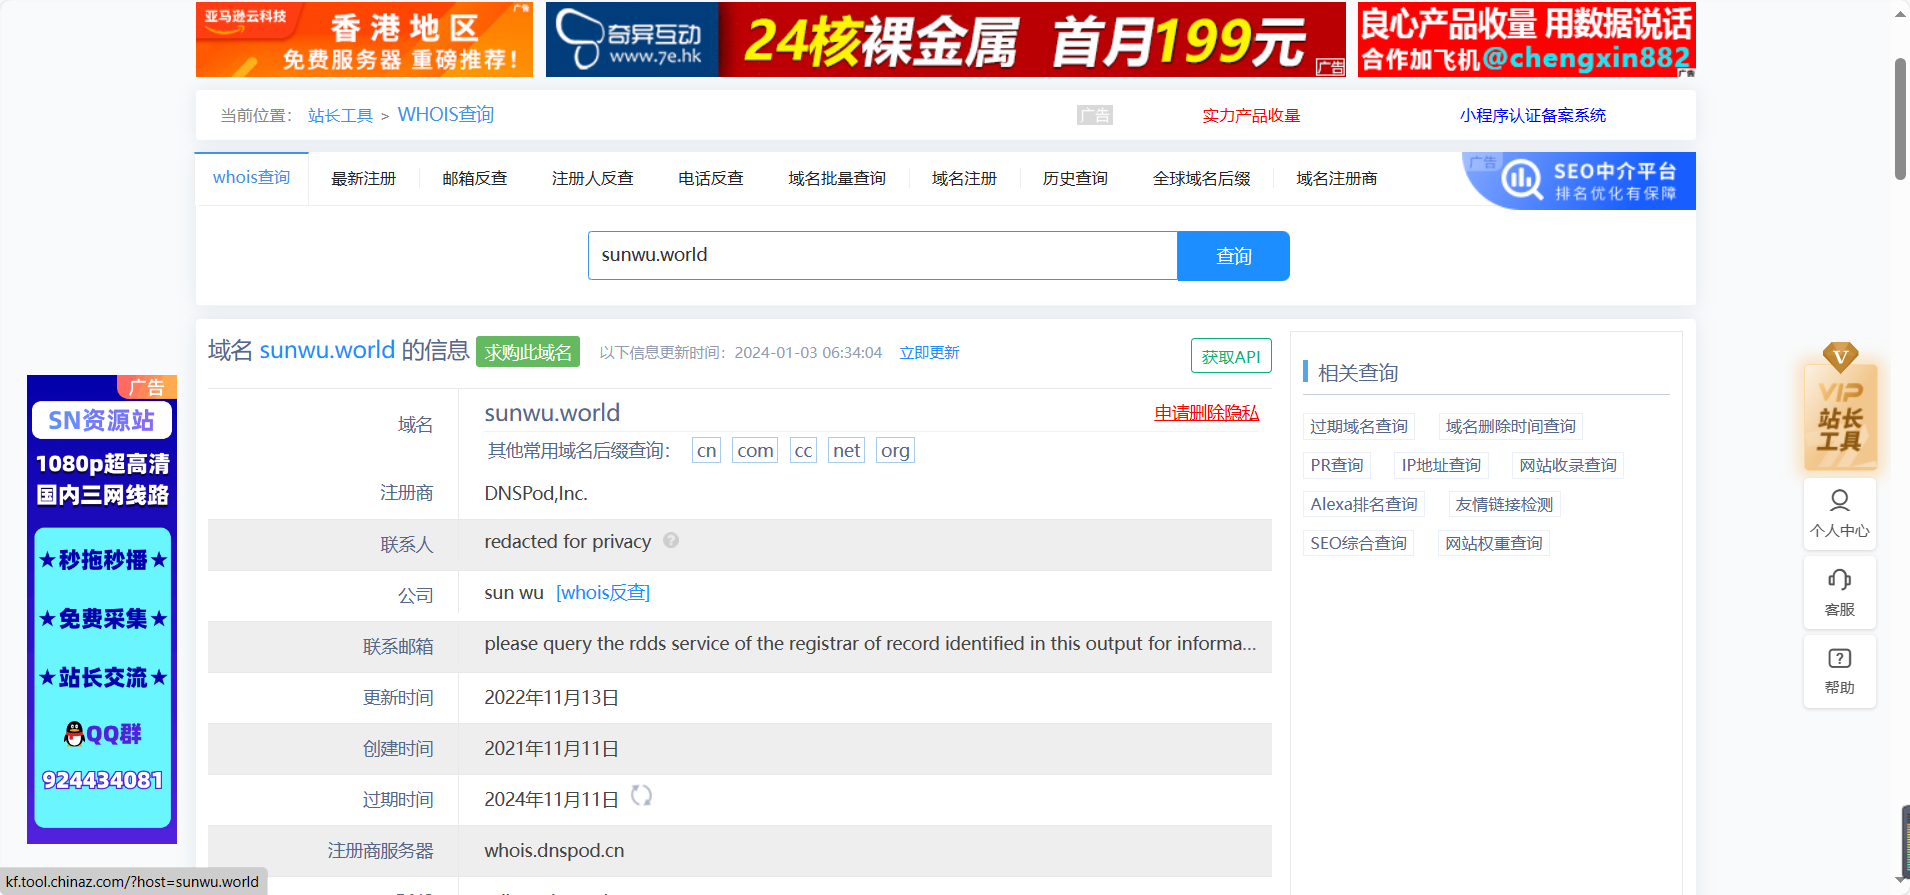 亚马逊云科技
广告
香港地区
免费服务器 重磅推荐！
奇异互动
www.7e.hk
24核裸金属 首月199元
广告
良心产品收量 用数据说话
合作加飞机@chengxin882
广告
当前位置： 站长工具 > WHOIS查询
广告
实力产品收量
小程序认证备案系统
whois查询
最新注册
邮箱反查
注册人反查
电话反查
域名批量查询
域名注册
历史查询
全球域名后缀
域名注册商
广告
SEO中介平台
排名优化有保障
sunwu.world
查询
域名 sunwu.world 的信息 求购此域名 以下信息更新时间：2024-01-03 06:34:04 立即更新
获取API
域名 sunwu.world
申请删除隐私
其他常用域名后缀查询： cn com cc net org
注册商 DNSPod,Inc.
联系人 redacted for privacy ?
公司 sun wu [whois反查]
联系邮箱 please query the rdds service of the registrar of record identified in this output for informa...
更新时间 2022年11月13日
创建时间 2021年11月11日
过期时间 2024年11月11日
注册商服务器 whois.dnspod.cn
相关查询
过期域名查询 域名删除时间查询
PR查询 IP地址查询 网站收录查询
Alexa排名查询 友情链接检测
SEO综合查询 网站权重查询
广告
SN资源站
1080p超高清
国内三网线路
★秒拖秒播★
★免费采集★
★站长交流★
QQ群
924434081
V
VIP
站长
工具
个人中心
客服
?
帮助
kf.tool.chinaz.com/?host=sunwu.world